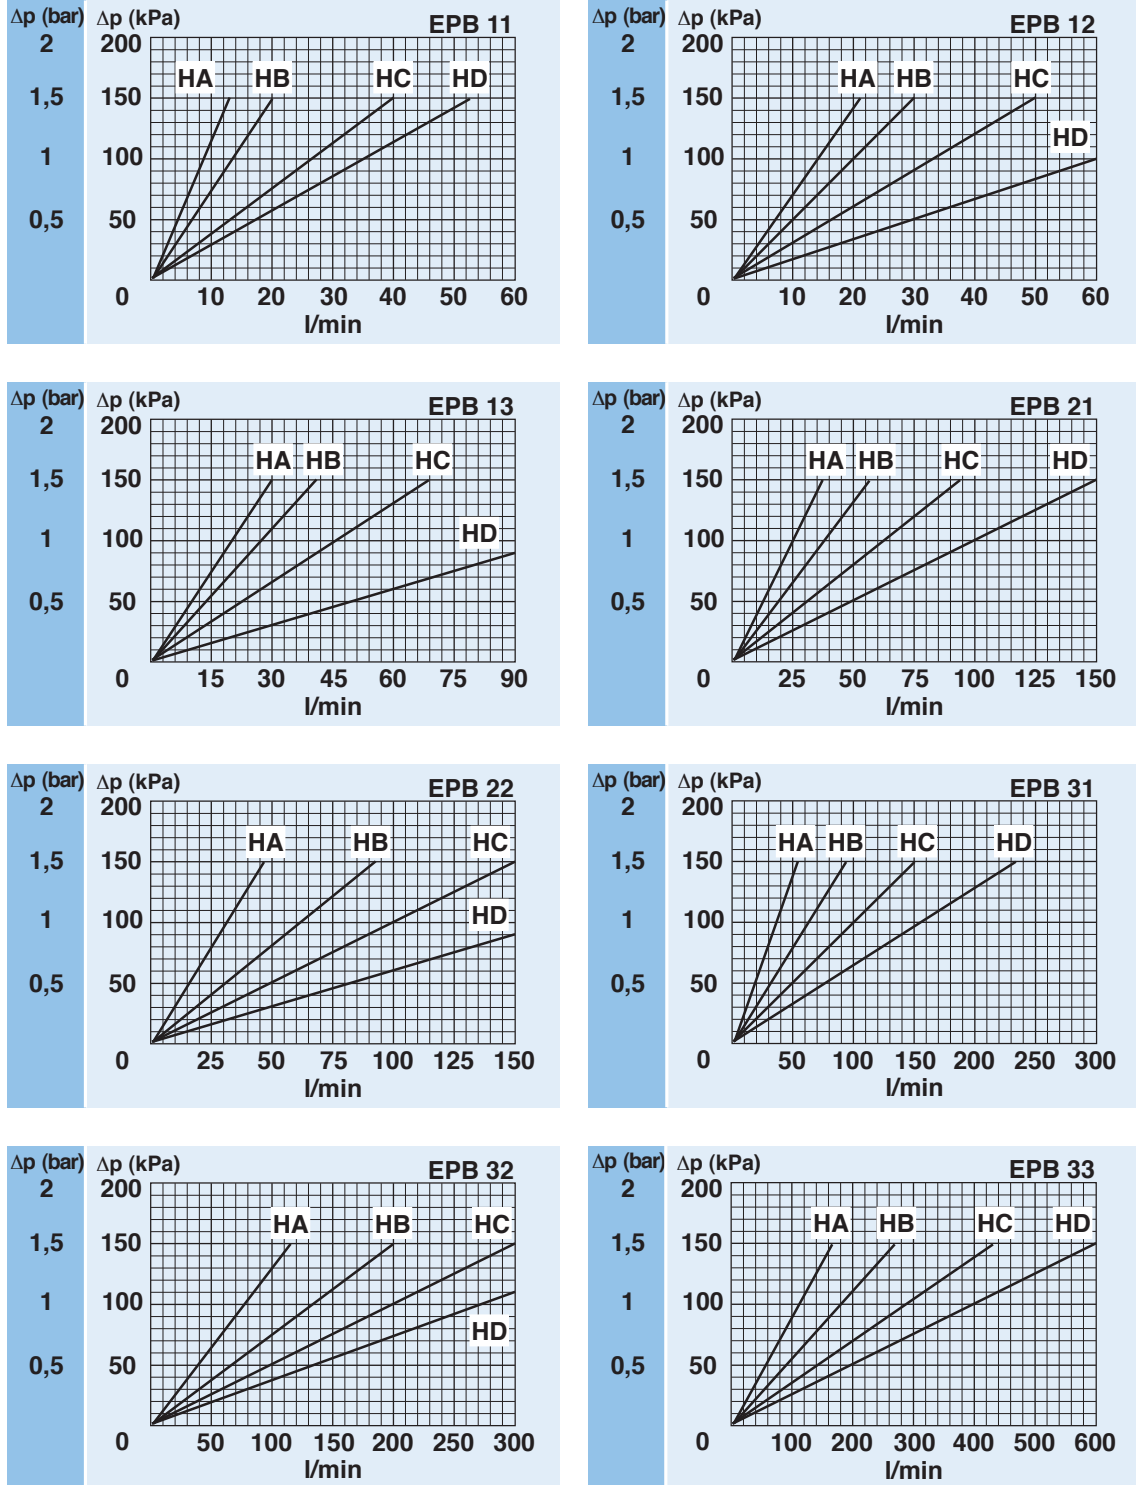 Δp (bar) Δp (kPa) EPB 11
2 200
HA HB HC HD
1,5 150
1 100
0,5 50
0 10 20 30 40 50 60
l/min
Δp (bar) Δp (kPa) EPB 12
2 200
HA HB HC
1,5 150
HD
1 100
0,5 50
0 10 20 30 40 50 60
l/min
Δp (bar) Δp (kPa) EPB 13
2 200
HA HB HC
1,5 150
HD
1 100
0,5 50
0 15 30 45 60 75 90
l/min
Δp (bar) Δp (kPa) EPB 21
2 200
HA HB HC HD
1,5 150
1 100
0,5 50
0 25 50 75 100 125 150
l/min
Δp (bar) Δp (kPa) EPB 22
2 200
HA HB HC
1,5 150
HD
1 100
0,5 50
0 25 50 75 100 125 150
l/min
Δp (bar) Δp (kPa) EPB 31
2 200
HA HB HC HD
1,5 150
1 100
0,5 50
0 50 100 150 200 250 300
l/min
Δp (bar) Δp (kPa) EPB 32
2 200
HA HB HC
1,5 150
1 100
HD
0,5 50
0 50 100 150 200 250 300
l/min
Δp (bar) Δp (kPa) EPB 33
2 200
HA HB HC HD
1,5 150
1 100
0,5 50
0 100 200 300 400 500 600
l/min